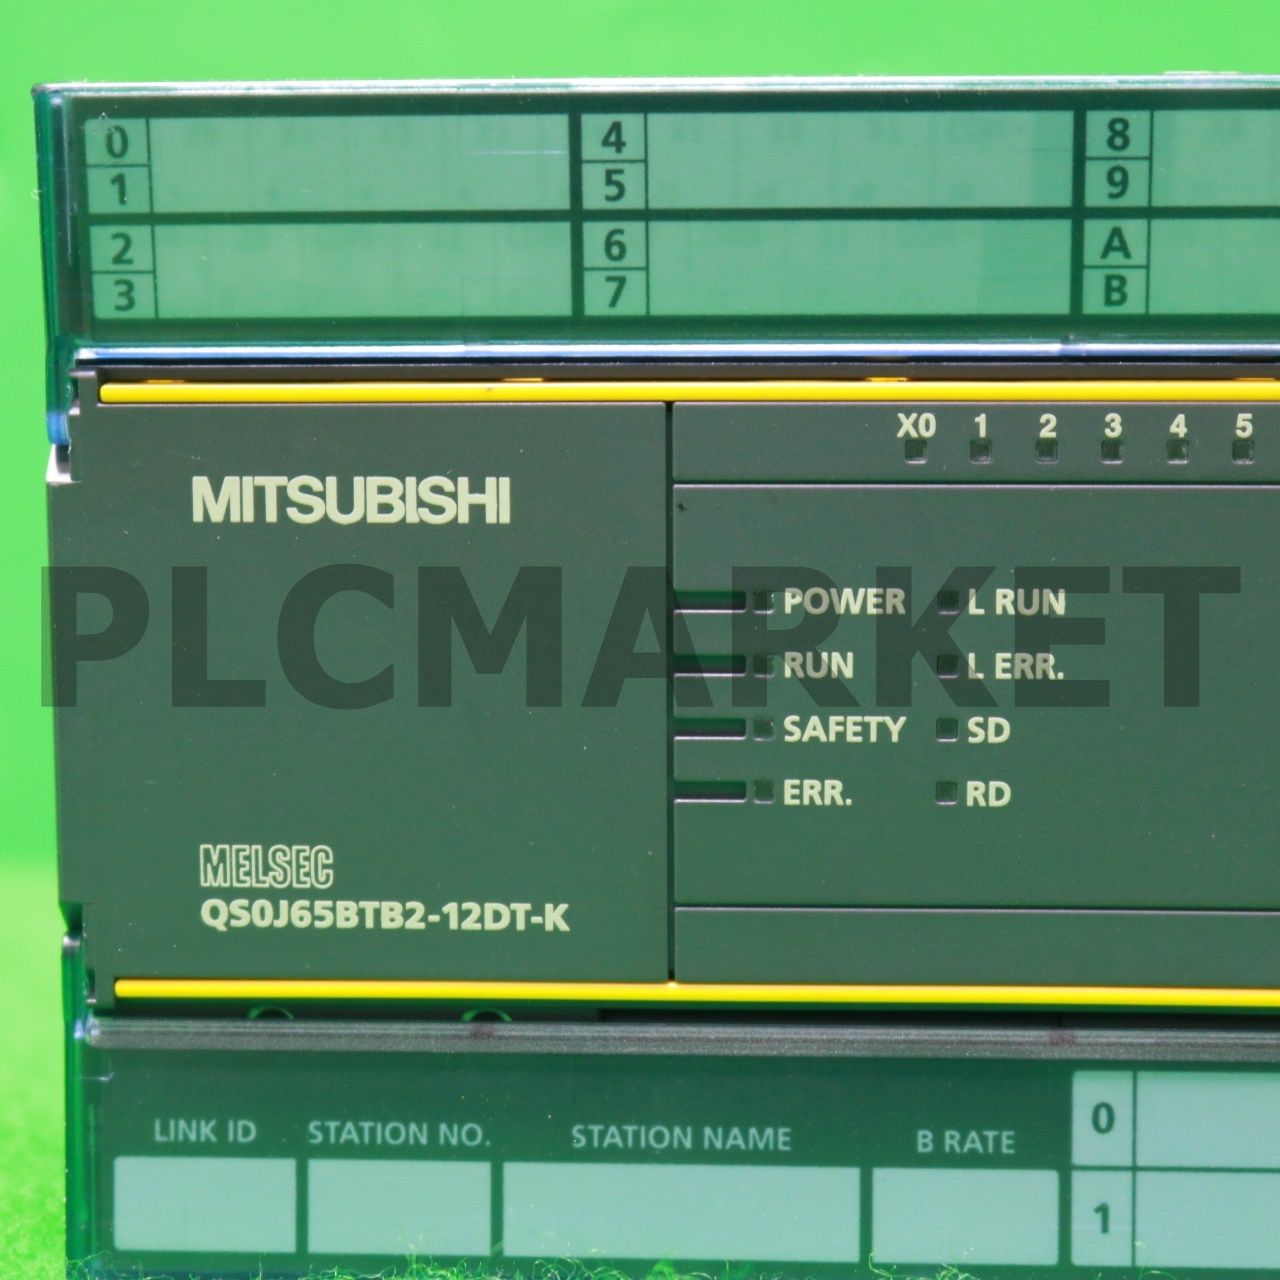 0 4 8
1 5 9
2 6 A
3 7 B
X0 1 2 3 4 5
MITSUBISHI
PLCMARKET
POWER L RUN
RUN L ERR.
SAFETY SD
ERR. RD
MELSEC
QS0J65BTB2-12DT-K
LINK ID STATION NO. STATION NAME B RATE
0
1